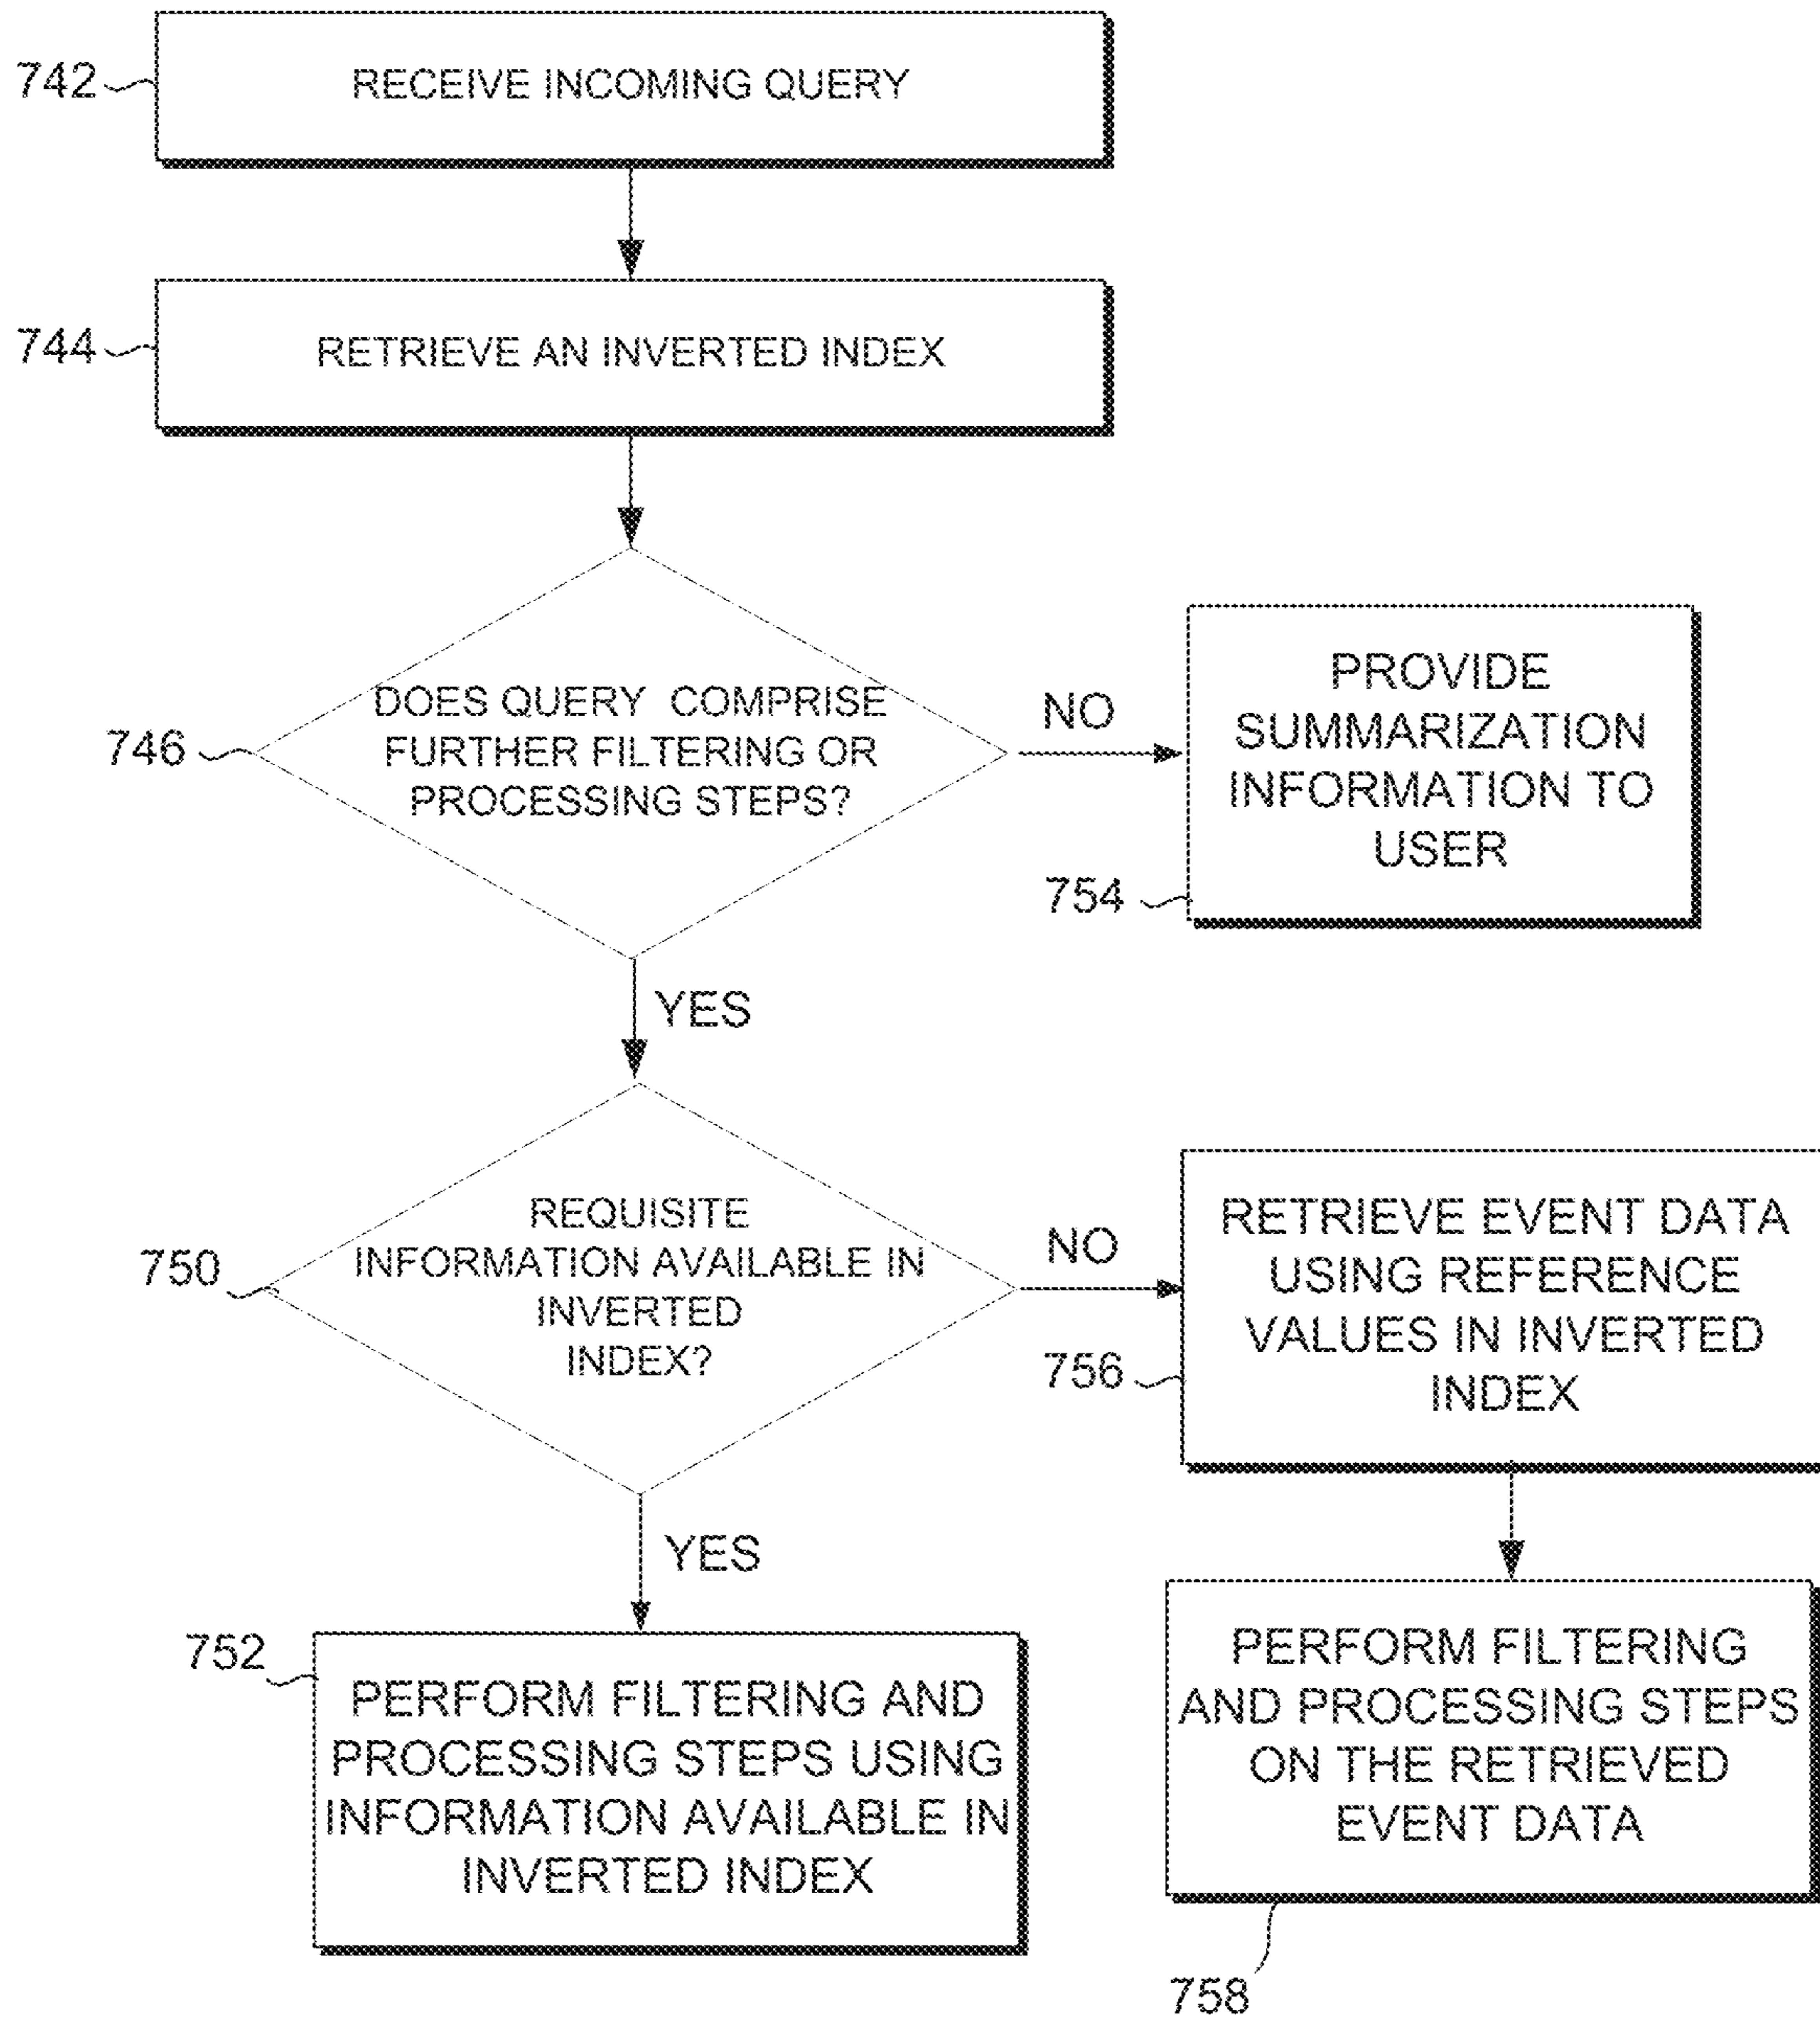 742
RECEIVE INCOMING QUERY
744
RETRIEVE AN INVERTED INDEX
746
DOES QUERY COMPRISE
FURTHER FILTERING OR
PROCESSING STEPS?
NO
PROVIDE
SUMMARIZATION
INFORMATION TO
USER
754
YES
750
REQUISITE
INFORMATION AVAILABLE IN
INVERTED
INDEX?
NO
RETRIEVE EVENT DATA
USING REFERENCE
VALUES IN INVERTED
INDEX
756
YES
752
PERFORM FILTERING AND
PROCESSING STEPS USING
INFORMATION AVAILABLE IN
INVERTED INDEX
PERFORM FILTERING
AND PROCESSING STEPS
ON THE RETRIEVED
EVENT DATA
758